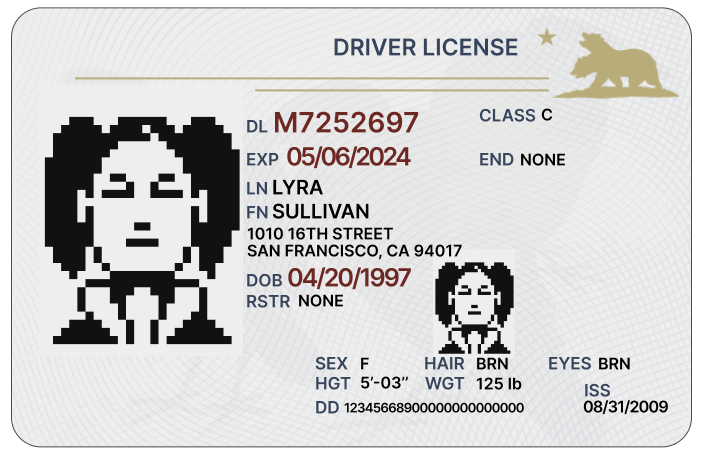 DRIVER LICENSE
DL M7252697
CLASS C
EXP 05/06/2024
END NONE
LN LYRA
FN SULLIVAN
1010 16TH STREET
SAN FRANCISCO, CA 94017
DOB 04/20/1997
RSTR NONE
SEX F HAIR BRN EYES BRN
HGT 5'-03" WGT 125 lb
ISS
DD 12345668900000000000000 08/31/2009